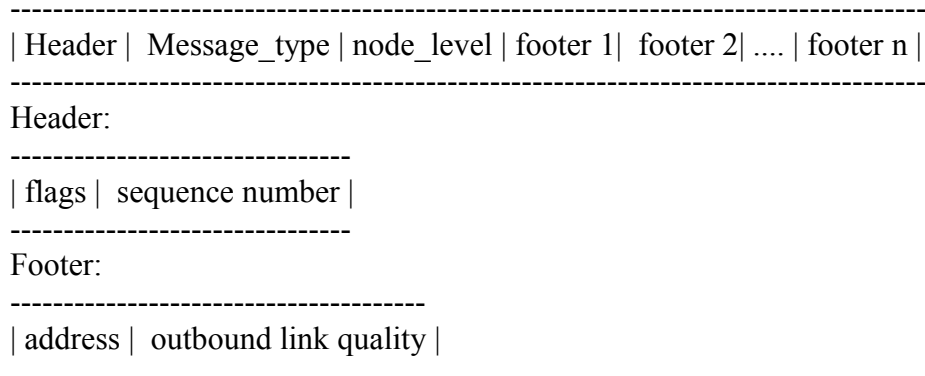 --------------------------------------------------------------------------------------
| Header |  Message_type | node_level | footer 1|  footer 2| .... | footer n |
--------------------------------------------------------------------------------------
Header:
--------------------------------
| flags |  sequence number |
--------------------------------
Footer:
---------------------------------------
| address |  outbound link quality |